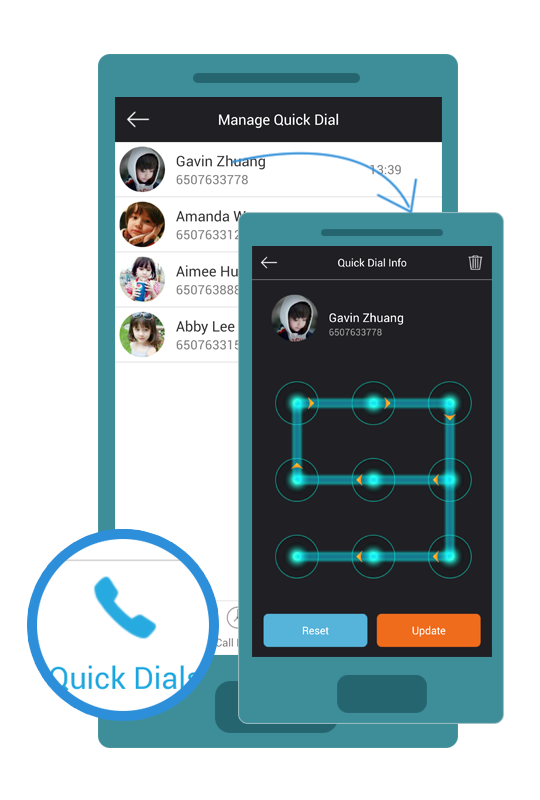 Manage Quick Dial
Gavin Zhuang
6507633778
13:39
Amanda
650763312
Aimee Hu
650763888
Abby Lee
650763315
Call
Quick Dials
Quick Dial Info
Gavin Zhuang
6507633778
Reset
Update